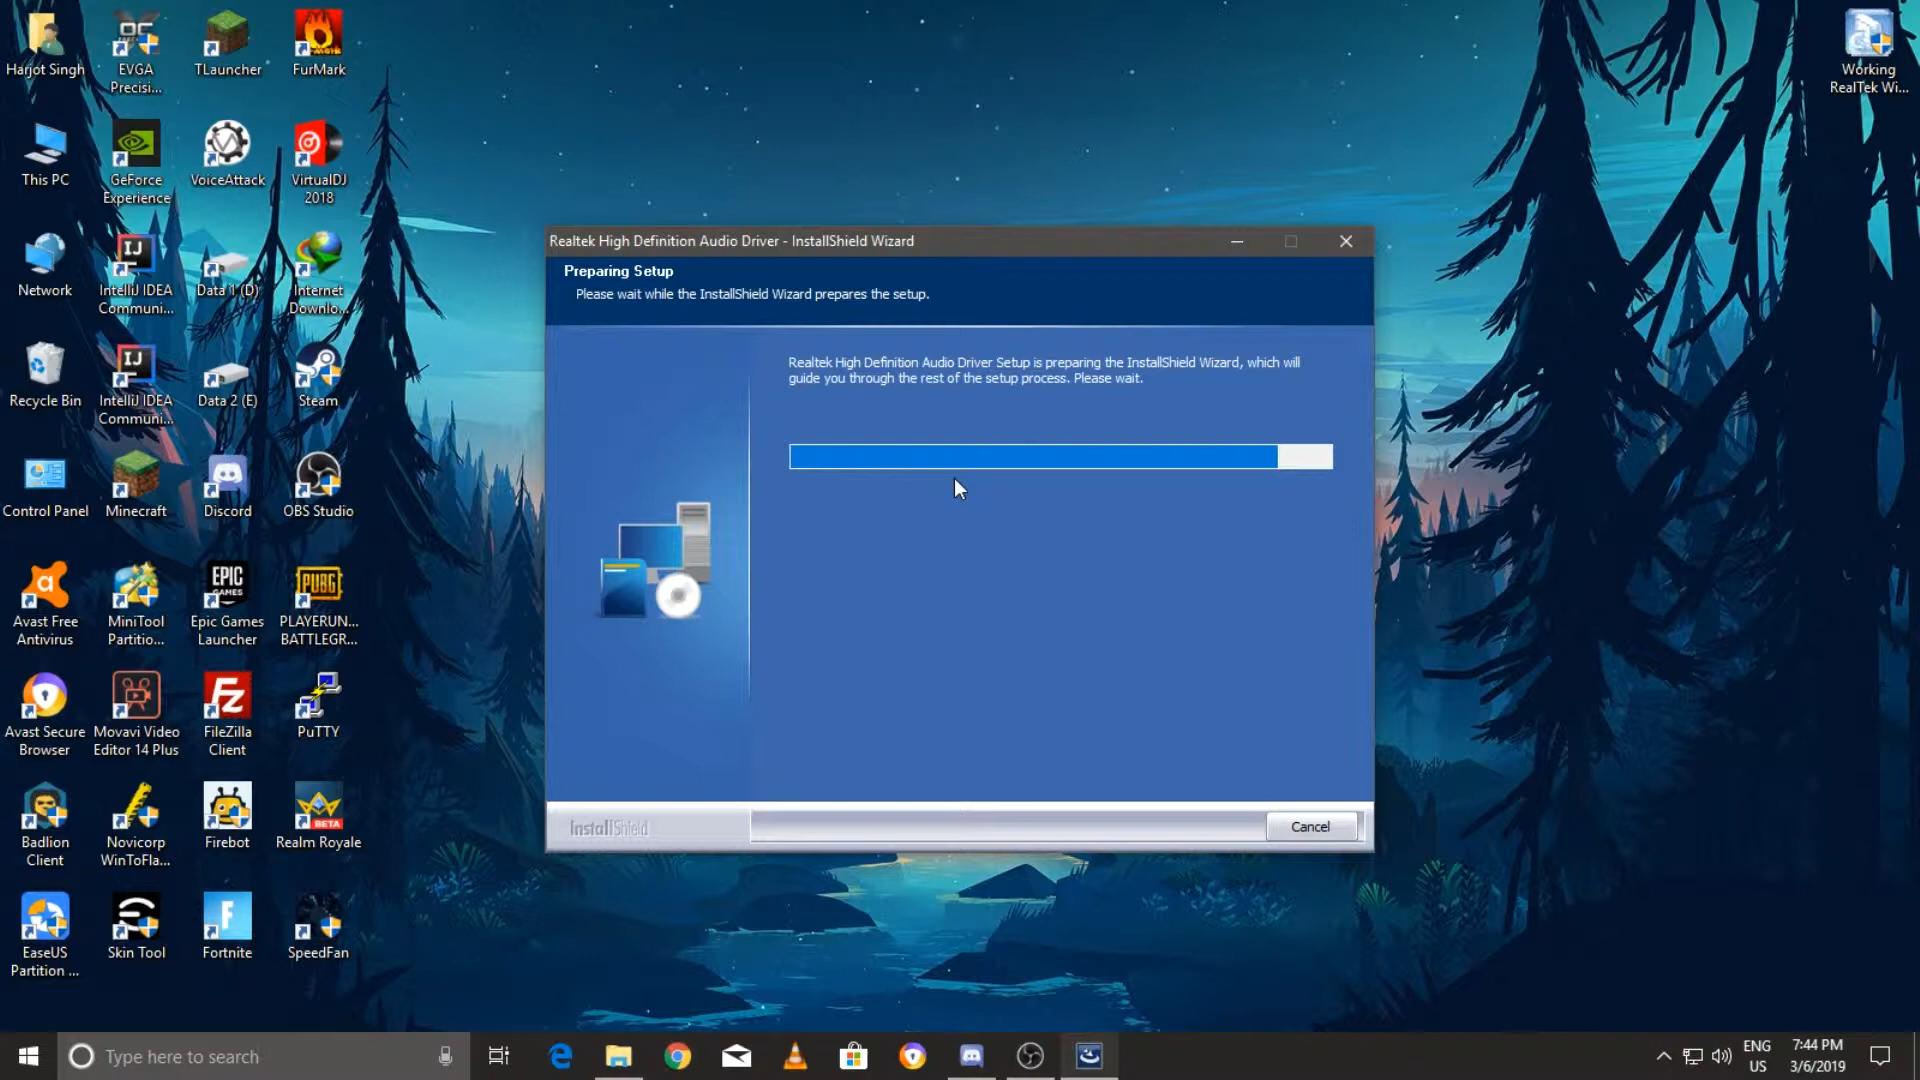 Harjot Singh
EVGA
Precisi...
TLauncher
FurMark
Working
RealTek Wi...
This PC
GeForce
Experience
VoiceAttack
VirtualDJ
2018
Network
IntelliJ IDEA
Communi...
Data 1 (D)
Internet
Downlo...
Recycle Bin
IntelliJ IDEA
Communi...
Data 2 (E)
Steam
Control Panel
Minecraft
Discord
OBS Studio
Avast Free
Antivirus
MiniTool
Partitio...
EPIC
GAMES
Epic Games
Launcher
PUBG
PLAYERUN...
BATTLEGR...
Avast Secure
Browser
Movavi Video
Editor 14 Plus
FileZilla
Client
PuTTY
Badlion
Client
Novicorp
WinToFla...
Firebot
BETA
Realm Royale
EaseUS
Partition ...
Skin Tool
Fortnite
SpeedFan
Realtek High Definition Audio Driver - InstallShield Wizard
Preparing Setup
Please wait while the InstallShield Wizard prepares the setup.
Realtek High Definition Audio Driver Setup is preparing the InstallShield Wizard, which will
guide you through the rest of the setup process. Please wait.
InstallShield
Cancel
Type here to search
ENG
US
7:44 PM
3/6/2019